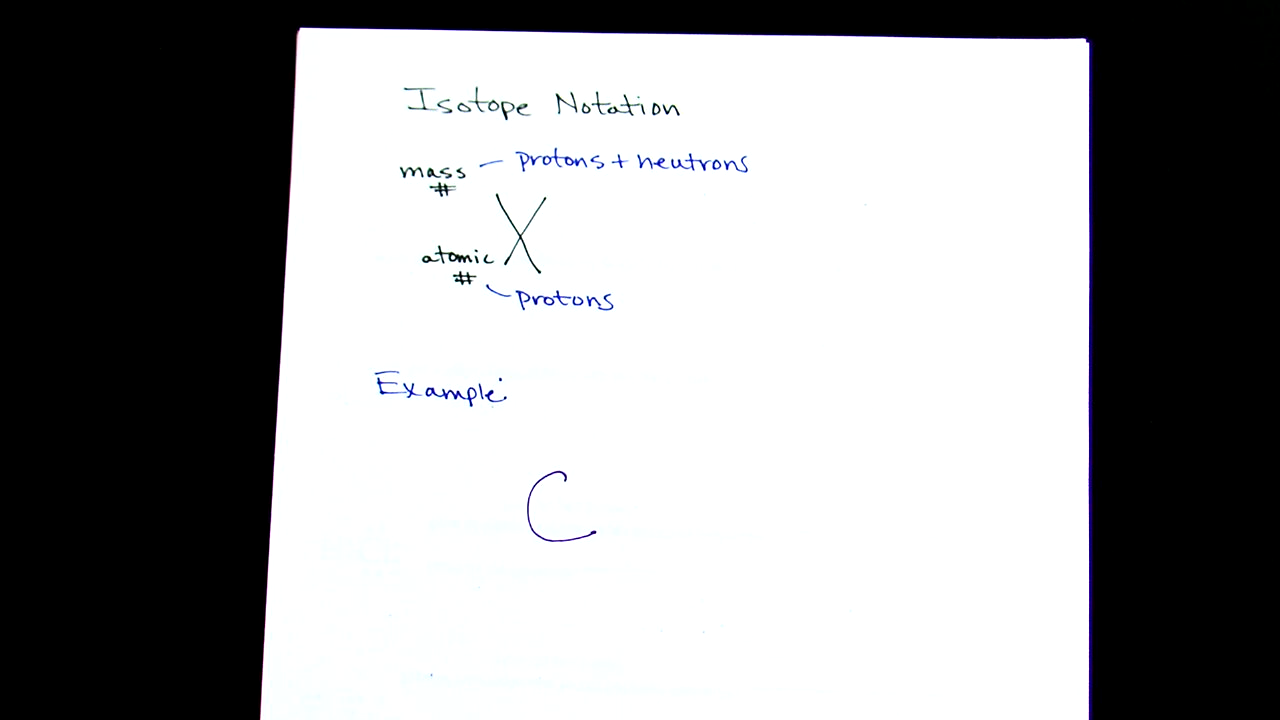 Isotope Notation
mass – protons + neutrons
#
X
atomic
#
protons
Example:
C